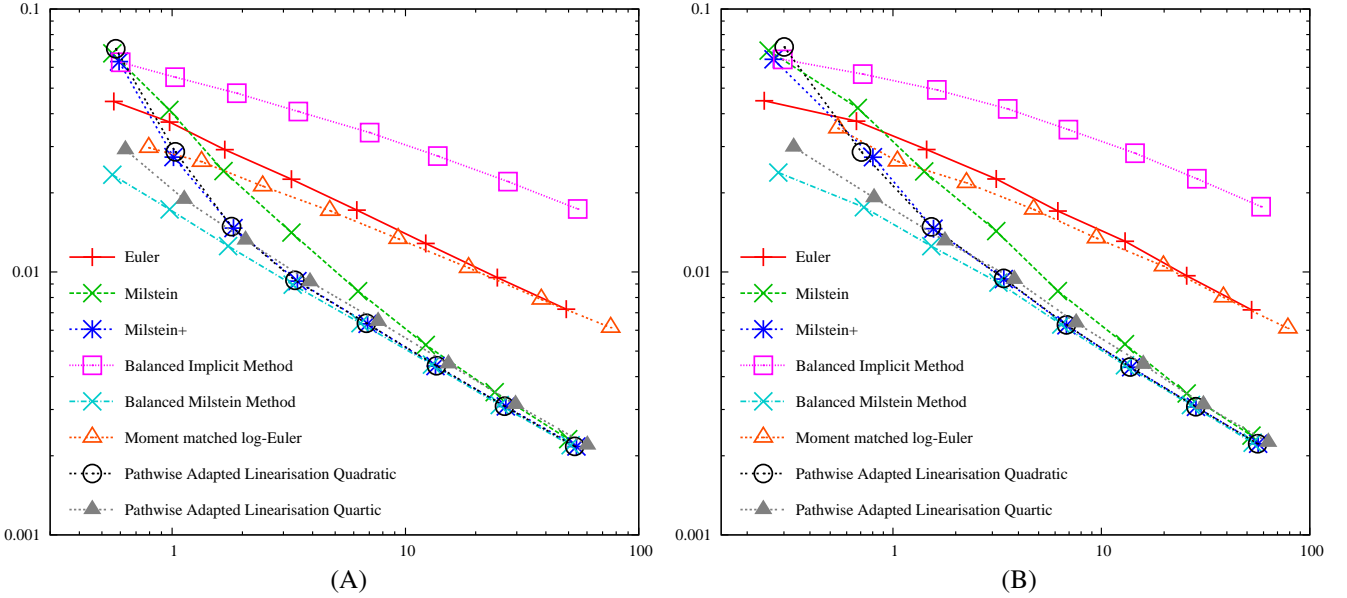 0.1
0.01
0.001
1
10
100
Euler
Milstein
Milstein+
Balanced Implicit Method
Balanced Milstein Method
Moment matched log-Euler
Pathwise Adapted Linearisation Quadratic
Pathwise Adapted Linearisation Quartic
(A)
0.1
0.01
0.001
1
10
100
Euler
Milstein
Milstein+
Balanced Implicit Method
Balanced Milstein Method
Moment matched log-Euler
Pathwise Adapted Linearisation Quadratic
Pathwise Adapted Linearisation Quartic
(B)